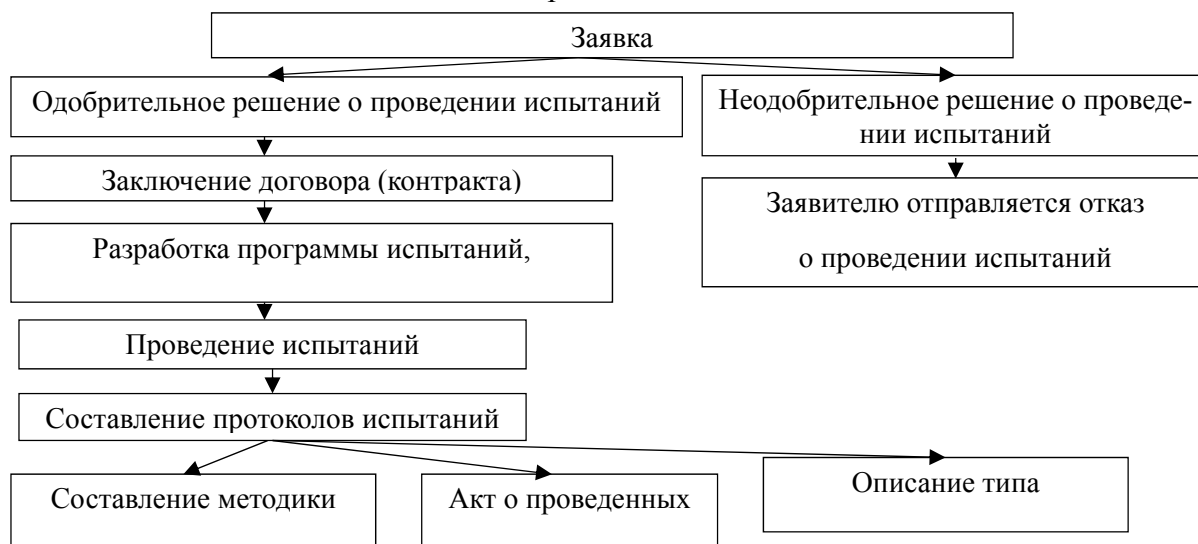 Заявка
Одобрительное решение о проведении испытаний
Неодобрительное решение о проведе-
нии испытаний
Заключение договора (контракта)
Заявителю отправляется отказ
о проведении испытаний
Разработка программы испытаний,
Проведение испытаний
Составление протоколов испытаний
Составление методики
Акт о проведенных
Описание типа